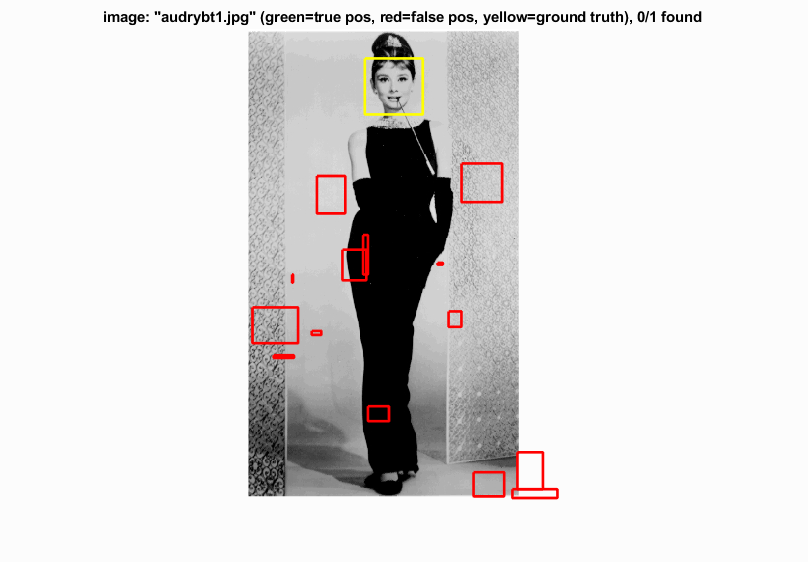 image: "audrybt1.jpg" (green=true pos, red=false pos, yellow=ground truth), 0/1 found